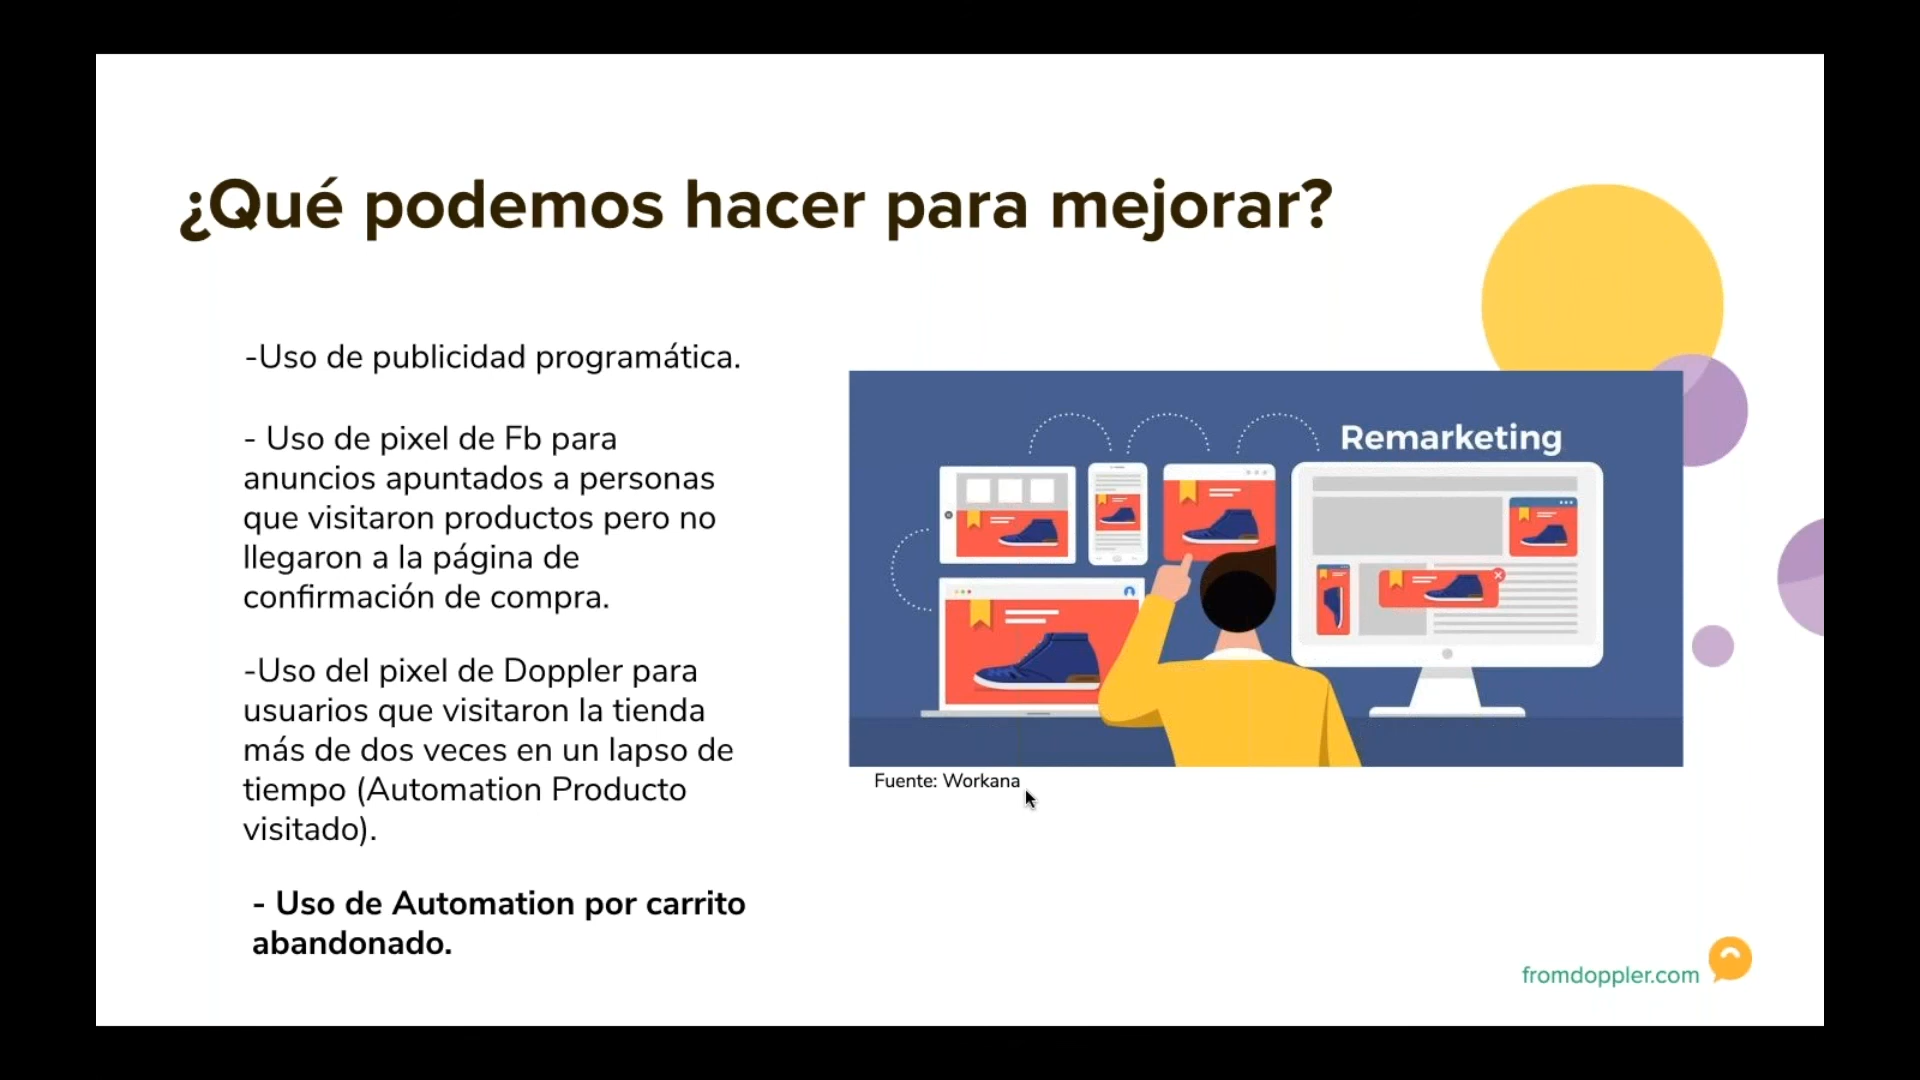 ¿Qué podemos hacer para mejorar?
-Uso de publicidad programática.
- Uso de pixel de Fb para
anuncios apuntados a personas
que visitaron productos pero no
llegaron a la página de
confirmación de compra.
-Uso del pixel de Doppler para
usuarios que visitaron la tienda
más de dos veces en un lapso de
tiempo (Automation Producto
visitado).
- Uso de Automation por carrito
abandonado.
Remarketing
Fuente: Workana
fromdoppler.com